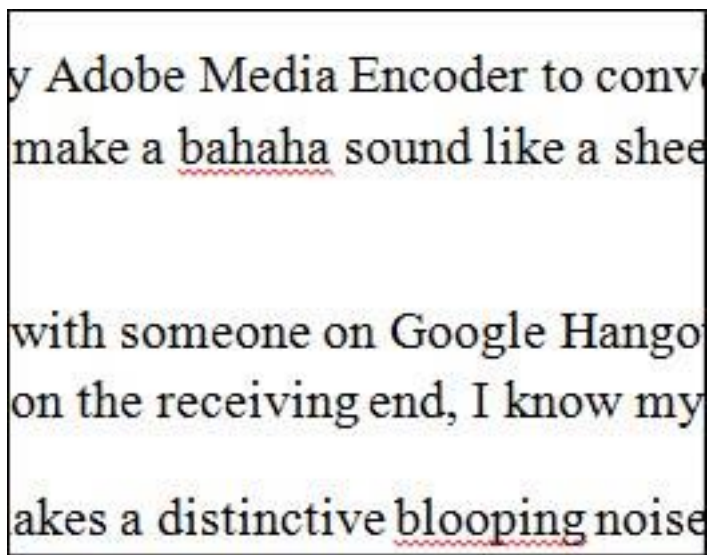 y Adobe Media Encoder to conv
make a bahaha sound like a shee
with someone on Google Hango
on the receiving end, I know my
akes a distinctive blooping noise